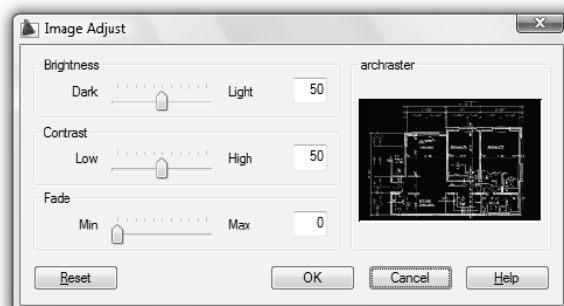 Image Adjust
Brightness
Dark Light 50
Contrast
Low High 50
Fade
Min Max 0
archraster
Reset OK Cancel Help